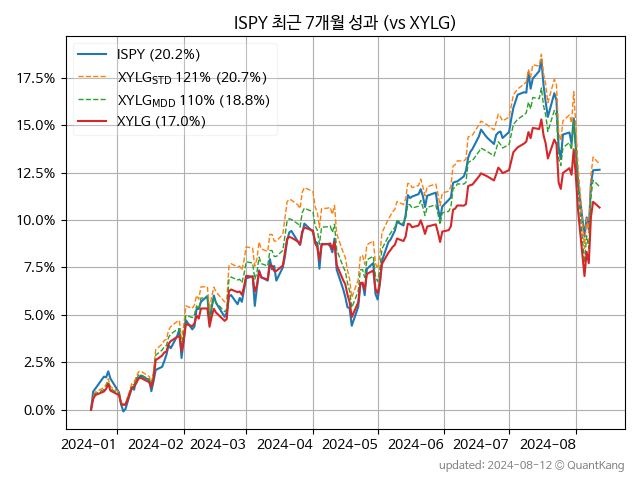 ISPY 최근 7개월 성과 (vs XYLG)
ISPY (20.2%)
XYLG_STD 121% (20.7%)
XYLG_MDD 110% (18.8%)
XYLG (17.0%)
17.5%
15.0%
12.5%
10.0%
7.5%
5.0%
2.5%
0.0%
2024-01 2024-02 2024-03 2024-04 2024-05 2024-06 2024-07 2024-08
updated: 2024-08-12 © QuantKang